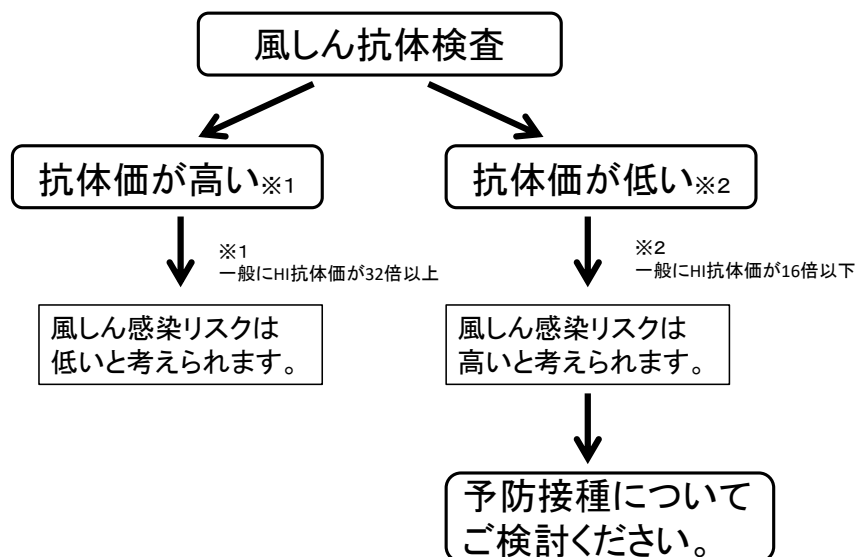 風しん抗体検査
抗体価が高い※1
抗体価が低い※2
※1
一般にHI抗体価が32倍以上
※2
一般にHI抗体価が16倍以下
風しん感染リスクは
低いと考えられます。
風しん感染リスクは
高いと考えられます。
予防接種について
ご検討ください。